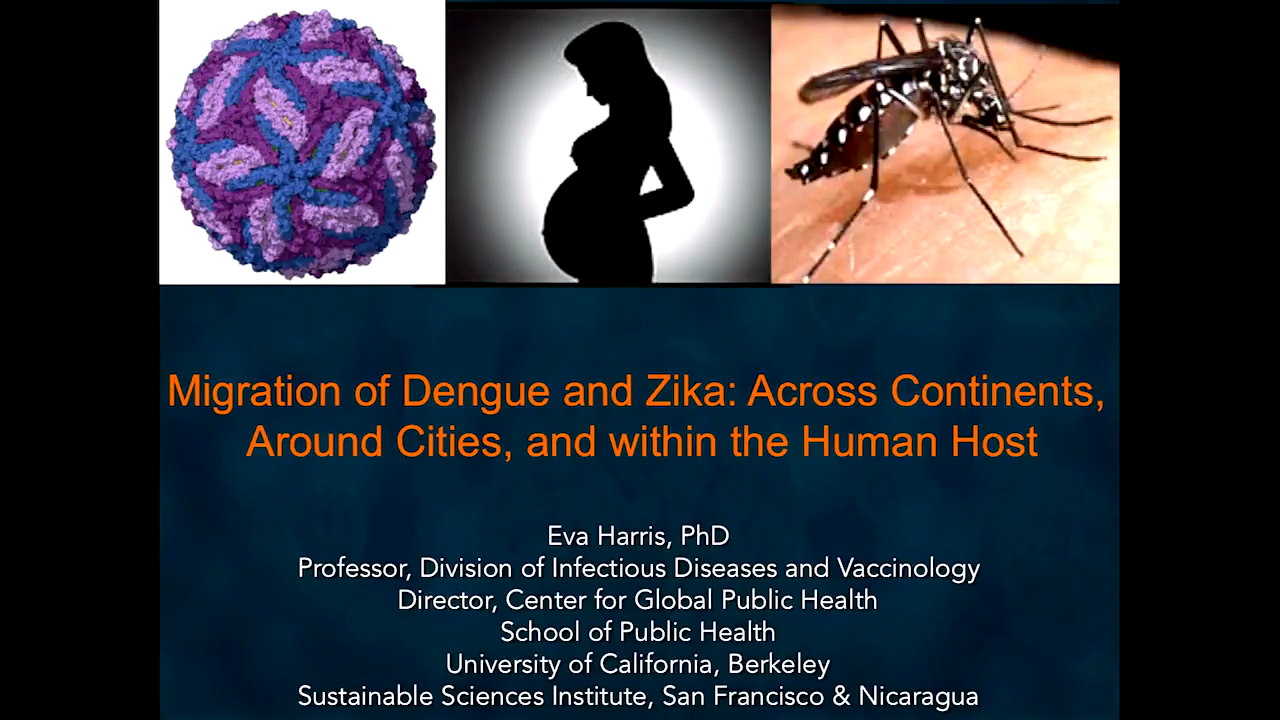 Migration of Dengue and Zika: Across Continents,
Around Cities, and within the Human Host
Eva Harris, PhD
Professor, Division of Infectious Diseases and Vaccinology
Director, Center for Global Public Health
School of Public Health
University of California, Berkeley
Sustainable Sciences Institute, San Francisco & Nicaragua